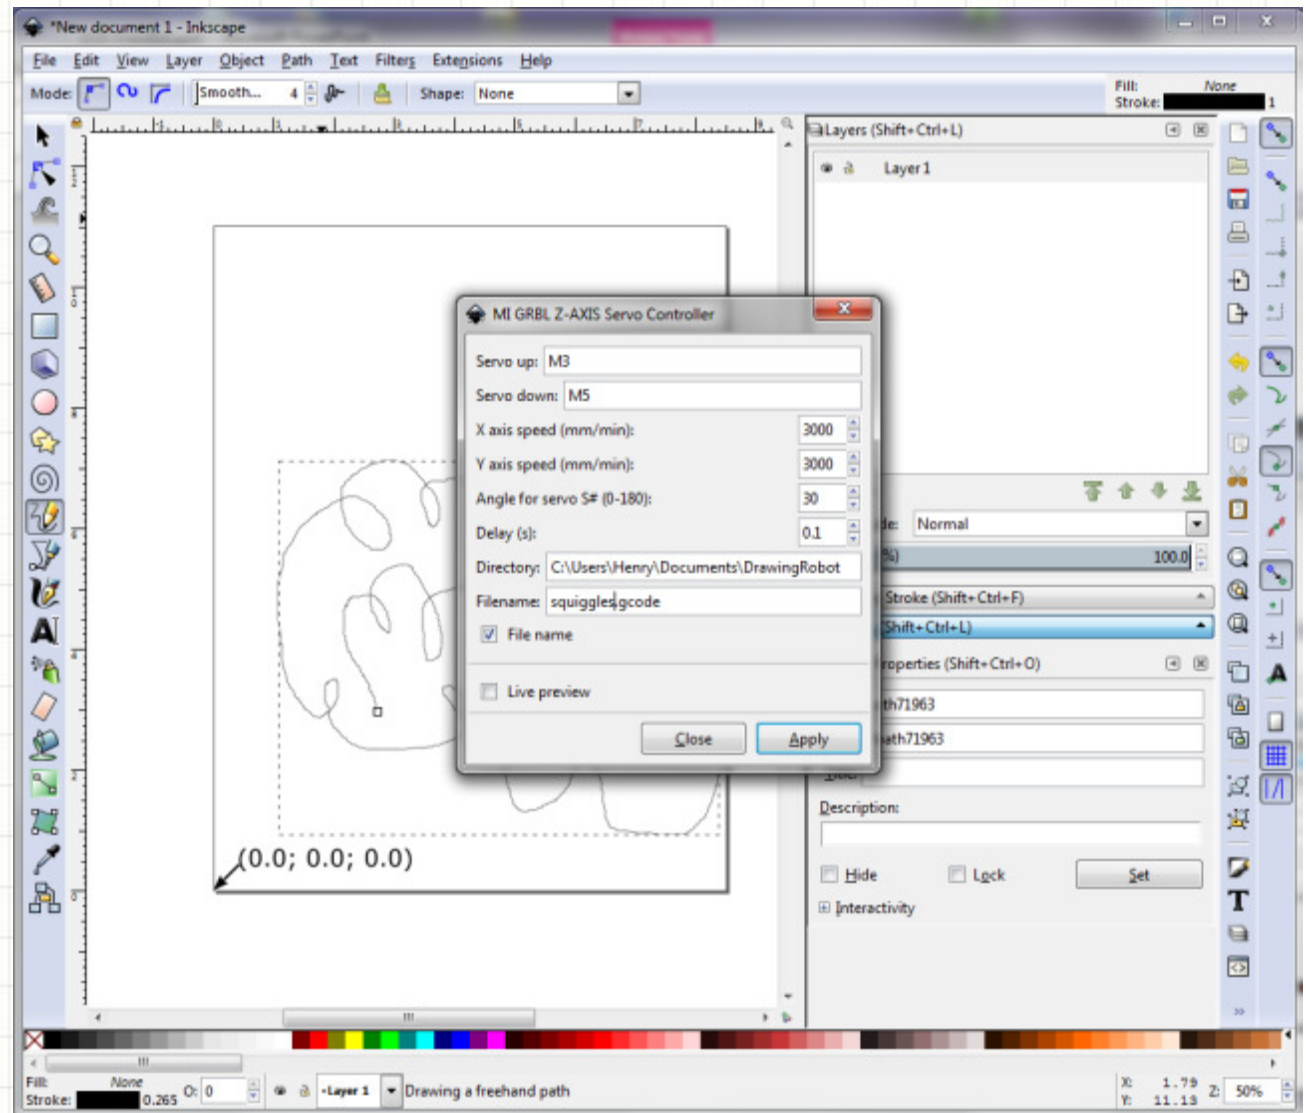 *New document 1 - Inkscape
File Edit View Layer Object Path Text Filters Extensions Help
Mode: Smooth... 4 Shape: None
Fill: None
Stroke: 1
Layers (Shift+Ctrl+L)
Layer 1
MI GRBL Z-AXIS Servo Controller
Servo up: M3
Servo down: M5
X axis speed (mm/min): 3000
Y axis speed (mm/min): 3000
Angle for servo S# (0-180): 30
Delay (s): 0.1
Directory: C:\Users\Henry\Documents\DrawingRobot
Filename: squiggles.gcode
File name
Live preview
Close Apply
de: Normal
%) 100.0
Stroke (Shift+Ctrl+F)
(Shift+Ctrl+L)
roperties (Shift+Ctrl+O)
th71963
ath71963
Description:
Hide Lock Set
Interactivity
(0.0; 0.0; 0.0)
Fill: None
Stroke: 0.265 O: 0 Layer 1 Drawing a freehand path
X: 1.79
Y: 11.13
Z: 50%